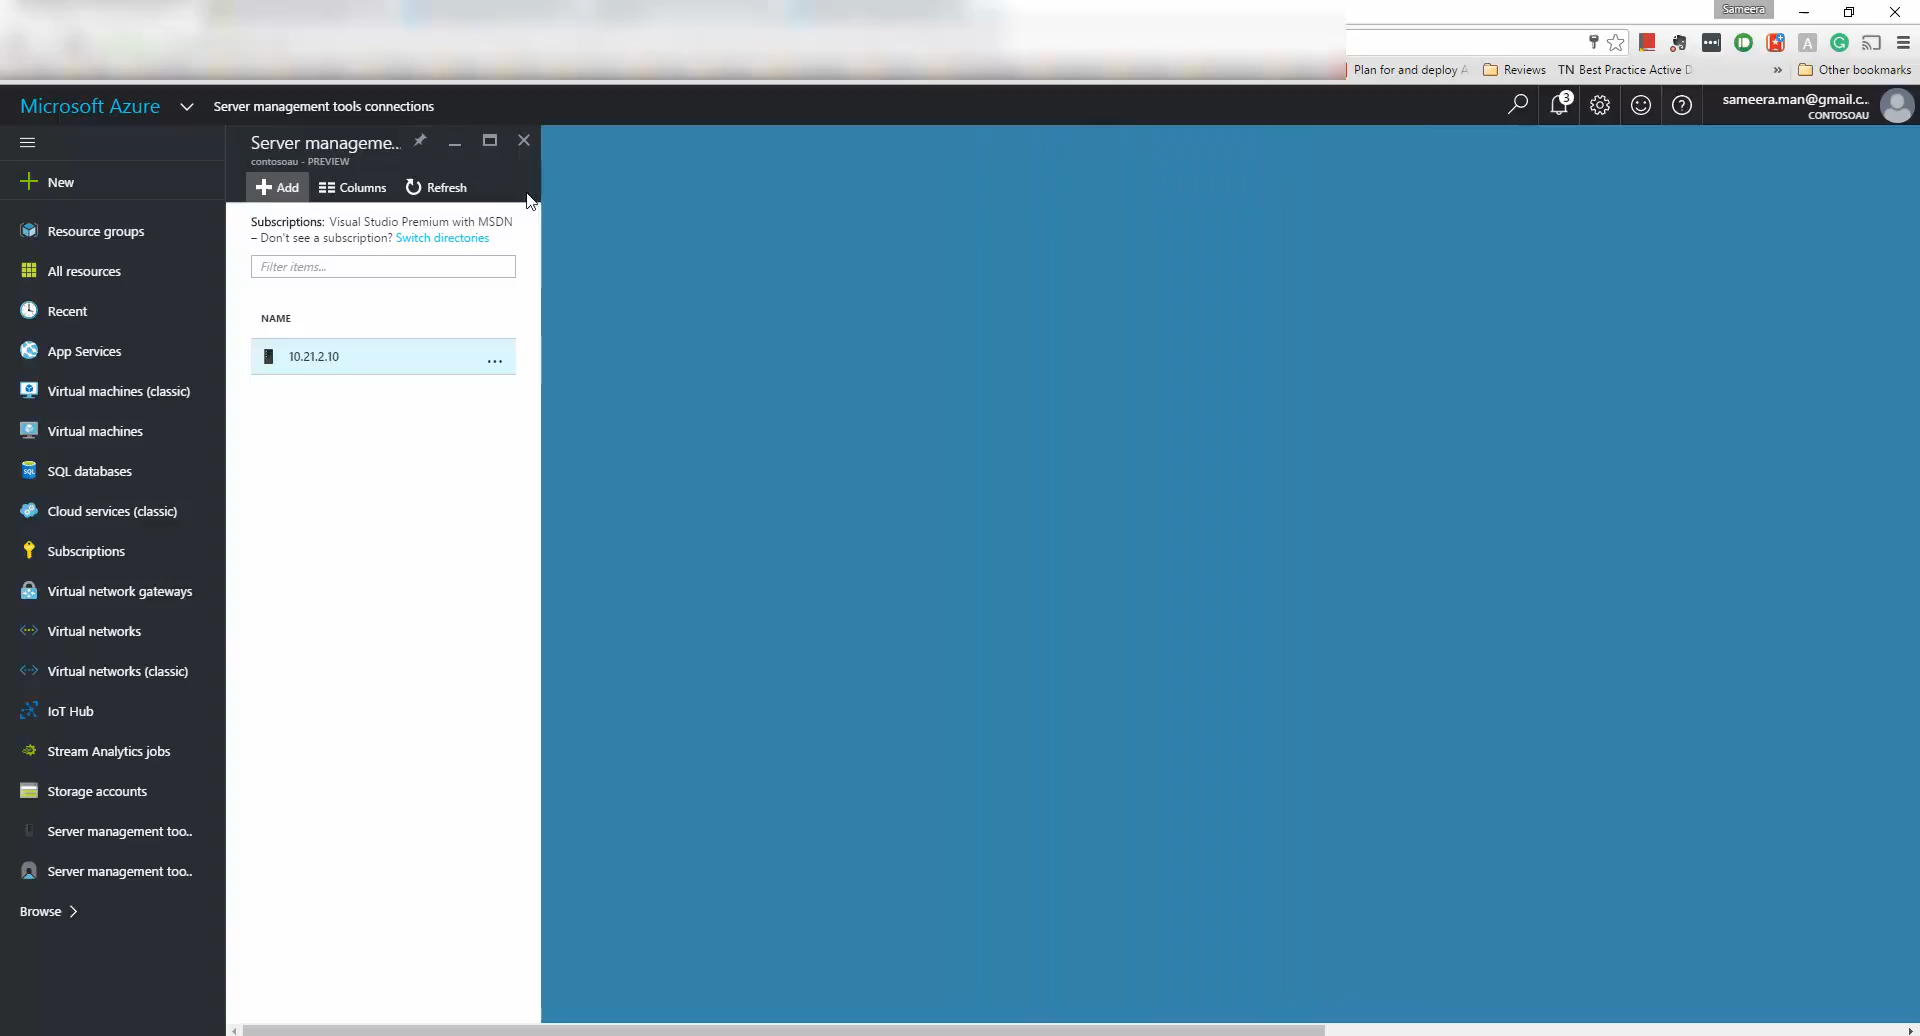 Sameera
Plan for and deploy A
Reviews
TN Best Practice Active D
»
Other bookmarks
Microsoft Azure
Server management tools connections
3
sameera.man@gmail.c...
CONTOSOAU
Server manageme...
contosoau - PREVIEW
Add
Columns
Refresh
New
Subscriptions: Visual Studio Premium with MSDN
– Don't see a subscription? Switch directories
Filter items...
NAME
10.21.2.10
...
Resource groups
All resources
Recent
App Services
Virtual machines (classic)
Virtual machines
SQL databases
Cloud services (classic)
Subscriptions
Virtual network gateways
Virtual networks
Virtual networks (classic)
IoT Hub
Stream Analytics jobs
Storage accounts
Server management too..
Server management too..
Browse